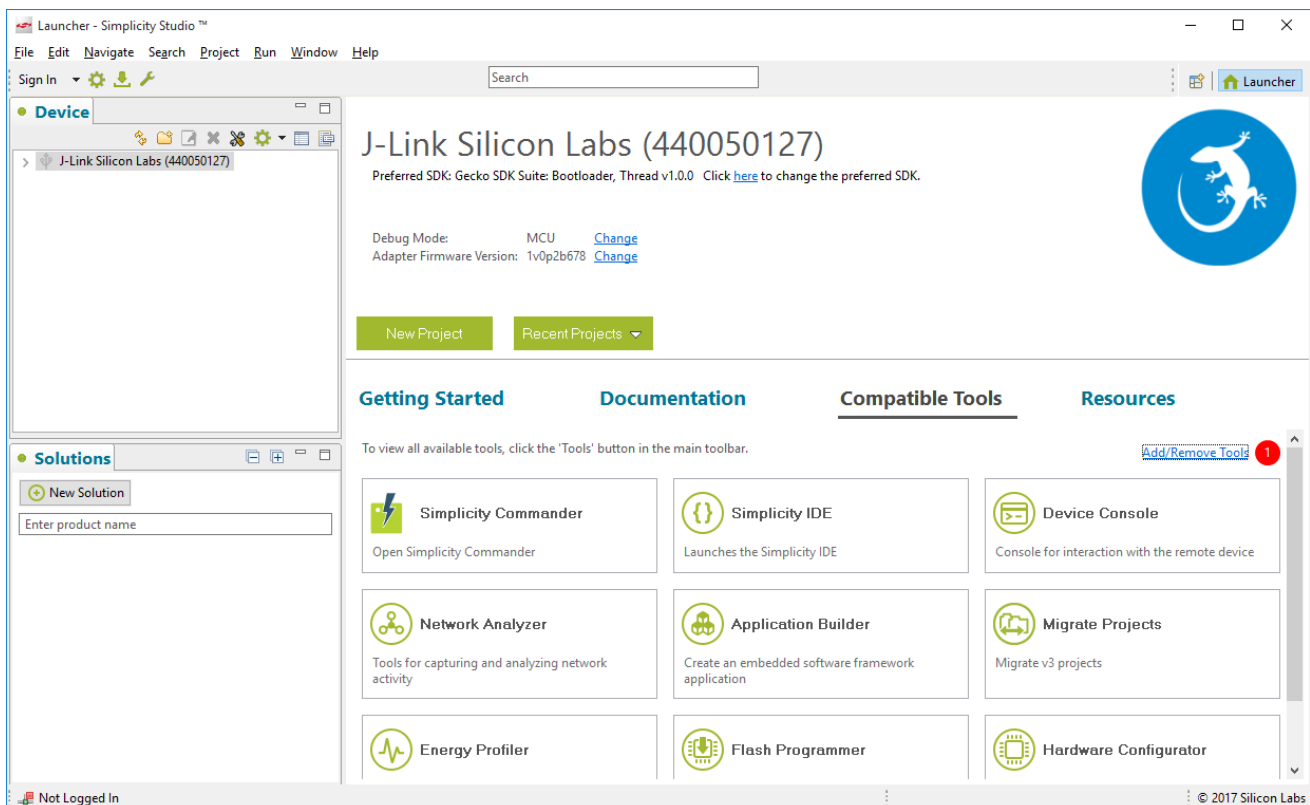 Launcher - Simplicity Studio ™
File Edit Navigate Search Project Run Window Help
Sign In
Search
Launcher
Device
J-Link Silicon Labs (440050127)
J-Link Silicon Labs (440050127)
Preferred SDK: Gecko SDK Suite: Bootloader, Thread v1.0.0 Click here to change the preferred SDK.
Debug Mode: MCU Change
Adapter Firmware Version: 1v0p2b678 Change
New Project
Recent Projects
Getting Started
Documentation
Compatible Tools
Resources
Solutions
New Solution
Enter product name
To view all available tools, click the 'Tools' button in the main toolbar.
Add/Remove Tools
1
Simplicity Commander
Open Simplicity Commander
Simplicity IDE
Launches the Simplicity IDE
Device Console
Console for interaction with the remote device
Network Analyzer
Tools for capturing and analyzing network
activity
Application Builder
Create an embedded software framework
application
Migrate Projects
Migrate v3 projects
Energy Profiler
Flash Programmer
Hardware Configurator
Not Logged In
© 2017 Silicon Labs